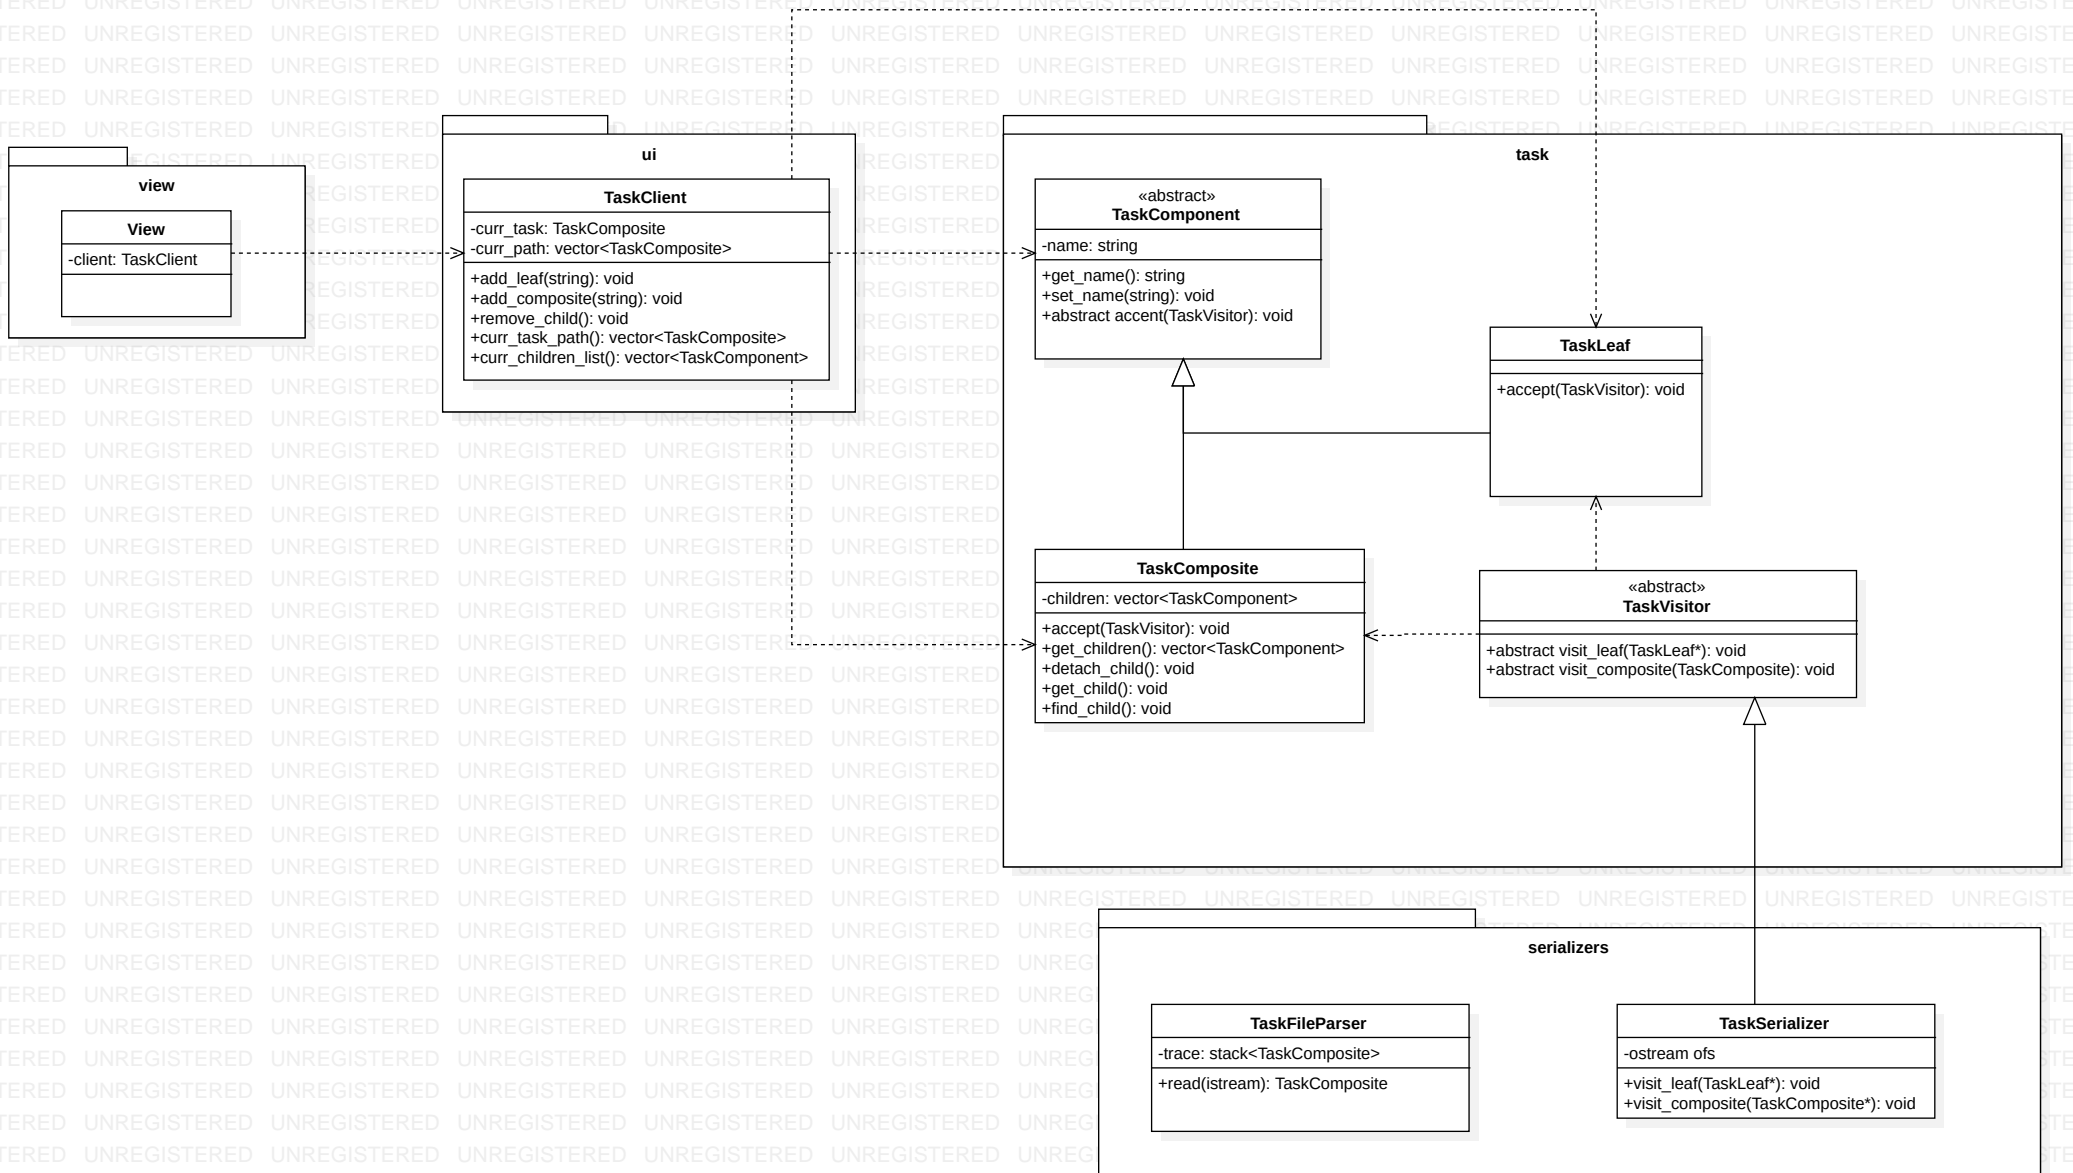 view
View
-client: TaskClient
ui
TaskClient
-curr_task: TaskComposite
-curr_path: vector<TaskComposite>
+add_leaf(string): void
+add_composite(string): void
+remove_child(): void
+curr_task_path(): vector<TaskComposite>
+curr_children_list(): vector<TaskComponent>
task
«abstract»
TaskComponent
-name: string
+get_name(): string
+set_name(string): void
+abstract accent(TaskVisitor): void
TaskLeaf
+accept(TaskVisitor): void
TaskComposite
-children: vector<TaskComponent>
+accept(TaskVisitor): void
+get_children(): vector<TaskComponent>
+detach_child(): void
+get_child(): void
+find_child(): void
«abstract»
TaskVisitor
+abstract visit_leaf(TaskLeaf*): void
+abstract visit_composite(TaskComposite): void
serializers
TaskFileParser
-trace: stack<TaskComposite>
+read(istream): TaskComposite
TaskSerializer
-ostream ofs
+visit_leaf(TaskLeaf*): void
+visit_composite(TaskComposite*): void
UNREGISTERED